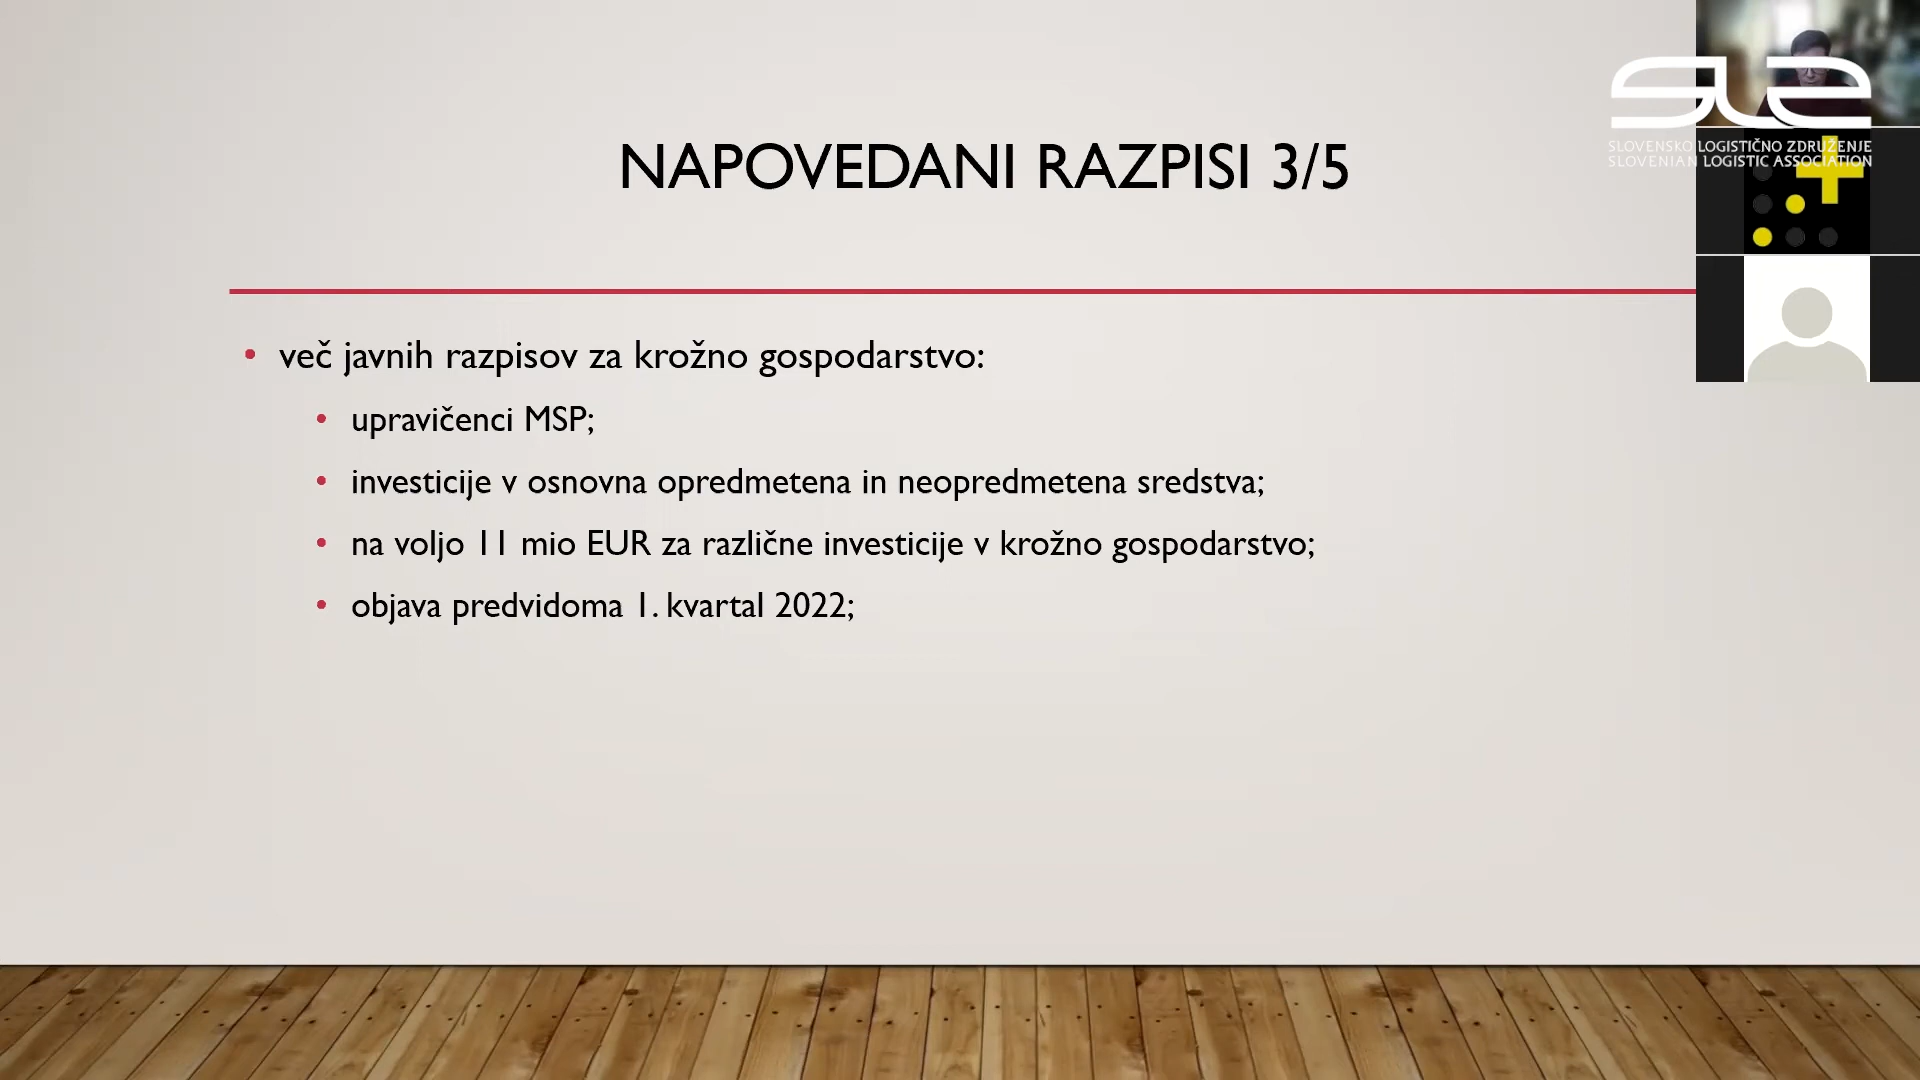 NAPOVEDANI RAZPISI 3/5
SLOVENSKO LOGISTIČNO ZDRUŽENJE
SLOVENIAN LOGISTIC ASSOCIATION
• več javnih razpisov za krožno gospodarstvo:
• upravičenci MSP;
• investicije v osnovna opredmetena in neopredmetena sredstva;
• na voljo 11 mio EUR za različne investicije v krožno gospodarstvo;
• objava predvidoma 1. kvartal 2022;